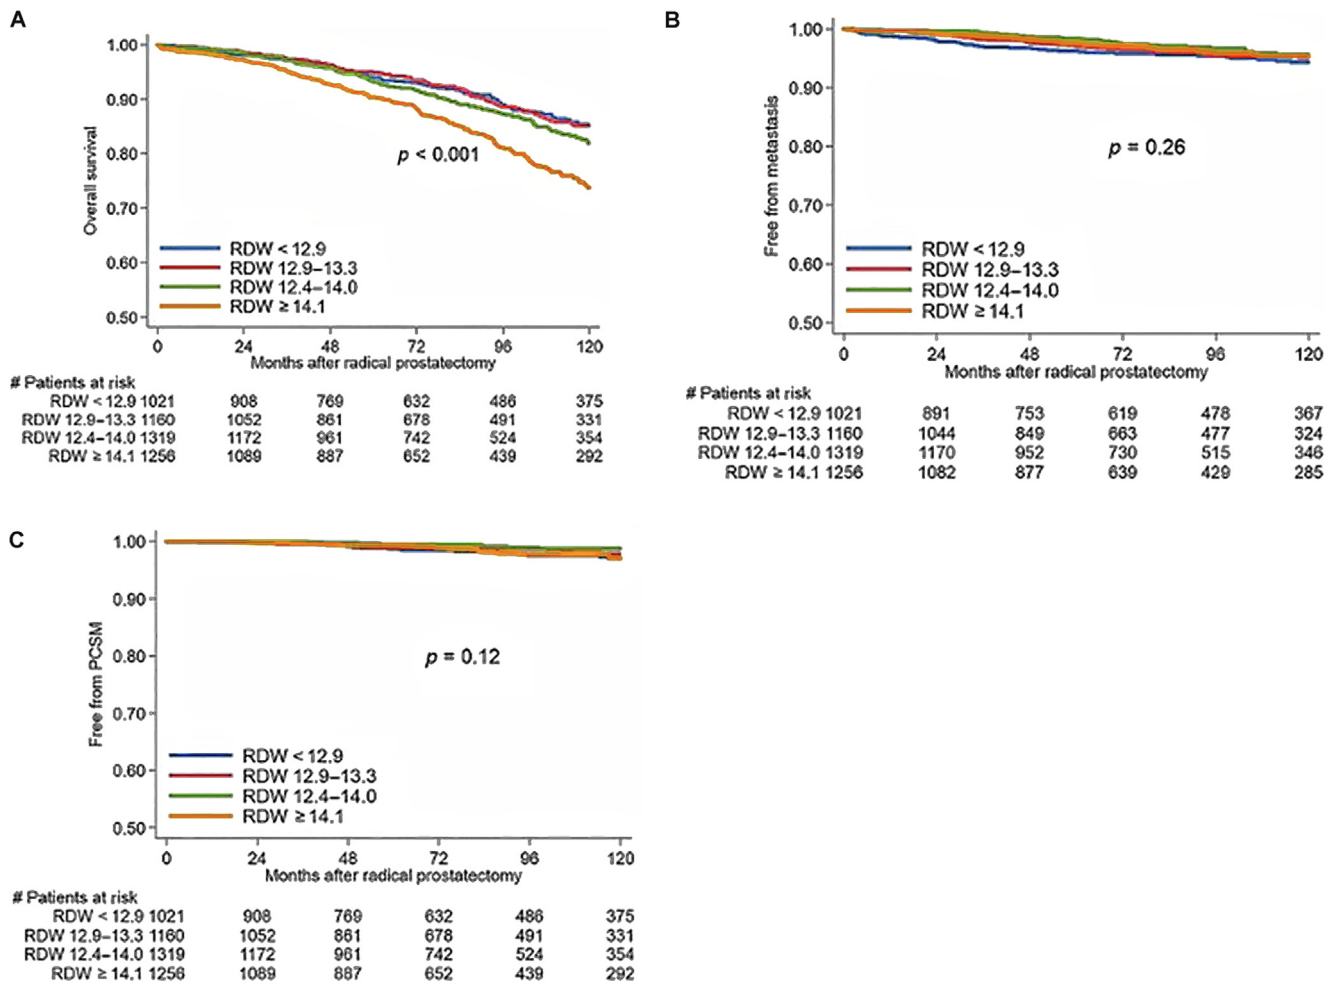 A
1.00
0.90
0.80
0.70
0.60
0.50
Overall survival
p < 0.001
RDW < 12.9
RDW 12.9–13.3
RDW 12.4–14.0
RDW ≥ 14.1
0 24 48 72 96 120
Months after radical prostatectomy
# Patients at risk
RDW < 12.9 1021 908 769 632 486 375
RDW 12.9–13.3 1160 1052 861 678 491 331
RDW 12.4–14.0 1319 1172 961 742 524 354
RDW ≥ 14.1 1256 1089 887 652 439 292
B
1.00
0.90
0.80
0.70
0.60
0.50
Free from metastasis
p = 0.26
RDW < 12.9
RDW 12.9–13.3
RDW 12.4–14.0
RDW ≥ 14.1
0 24 48 72 96 120
Months after radical prostatectomy
# Patients at risk
RDW < 12.9 1021 891 753 619 478 367
RDW 12.9–13.3 1160 1044 849 663 477 324
RDW 12.4–14.0 1319 1170 952 730 515 346
RDW ≥ 14.1 1256 1082 877 639 429 285
C
1.00
0.90
0.80
0.70
0.60
0.50
Free from PCSM
p = 0.12
RDW < 12.9
RDW 12.9–13.3
RDW 12.4–14.0
RDW ≥ 14.1
0 24 48 72 96 120
Months after radical prostatectomy
# Patients at risk
RDW < 12.9 1021 908 769 632 486 375
RDW 12.9–13.3 1160 1052 861 678 491 331
RDW 12.4–14.0 1319 1172 961 742 524 354
RDW ≥ 14.1 1256 1089 887 652 439 292